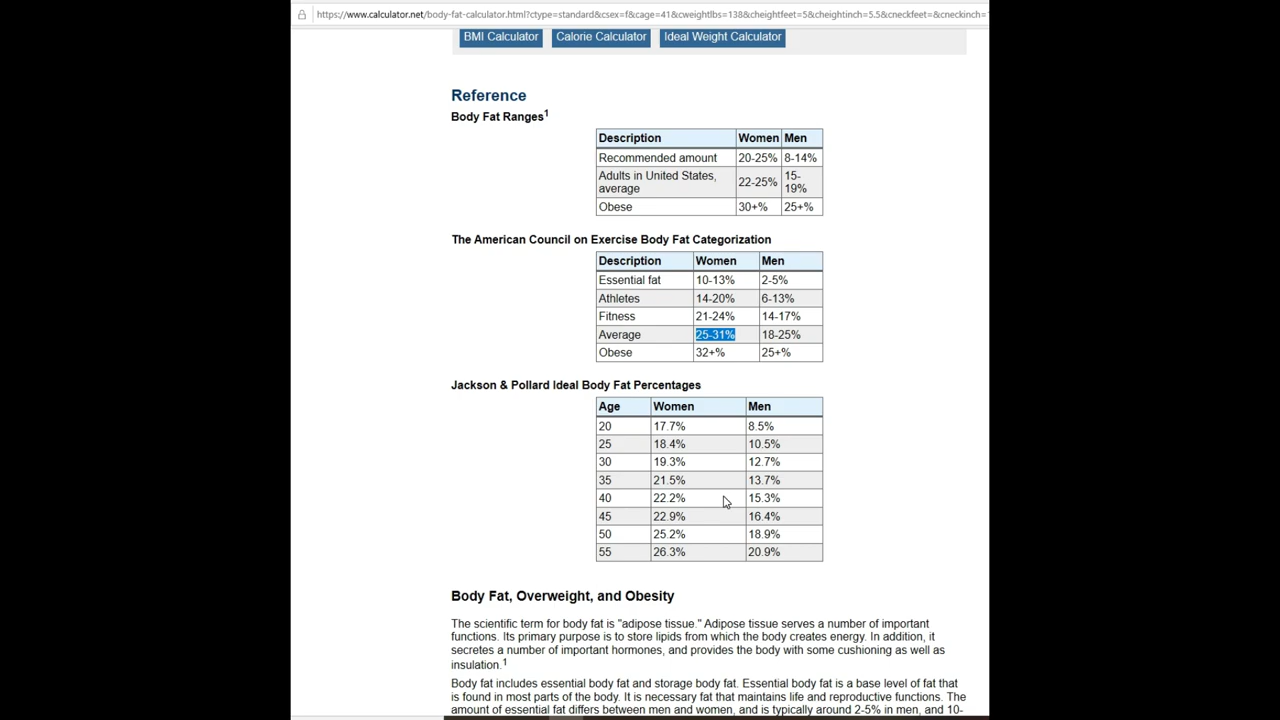 https://www.calculator.net/body-fat-calculator.html?ctype=standard&csex=f&cage=41&cweightlbs=138&cheightfeet=5&cheightinch=5.5&cneckfeet=&cneckinch=
BMI Calculator Calorie Calculator Ideal Weight Calculator
Reference
Body Fat Ranges1
Description Women Men
Recommended amount 20-25% 8-14%
Adults in United States, average 22-25% 15-19%
Obese 30+% 25+%
The American Council on Exercise Body Fat Categorization
Description Women Men
Essential fat 10-13% 2-5%
Athletes 14-20% 6-13%
Fitness 21-24% 14-17%
Average 25-31% 18-25%
Obese 32+% 25+%
Jackson & Pollard Ideal Body Fat Percentages
Age Women Men
20 17.7% 8.5%
25 18.4% 10.5%
30 19.3% 12.7%
35 21.5% 13.7%
40 22.2% 15.3%
45 22.9% 16.4%
50 25.2% 18.9%
55 26.3% 20.9%
Body Fat, Overweight, and Obesity
The scientific term for body fat is "adipose tissue." Adipose tissue serves a number of important
functions. Its primary purpose is to store lipids from which the body creates energy. In addition, it
secretes a number of important hormones, and provides the body with some cushioning as well as
insulation.1
Body fat includes essential body fat and storage body fat. Essential body fat is a base level of fat that
is found in most parts of the body. It is necessary fat that maintains life and reproductive functions. The
amount of essential fat differs between men and women, and is typically around 2-5% in men, and 10-